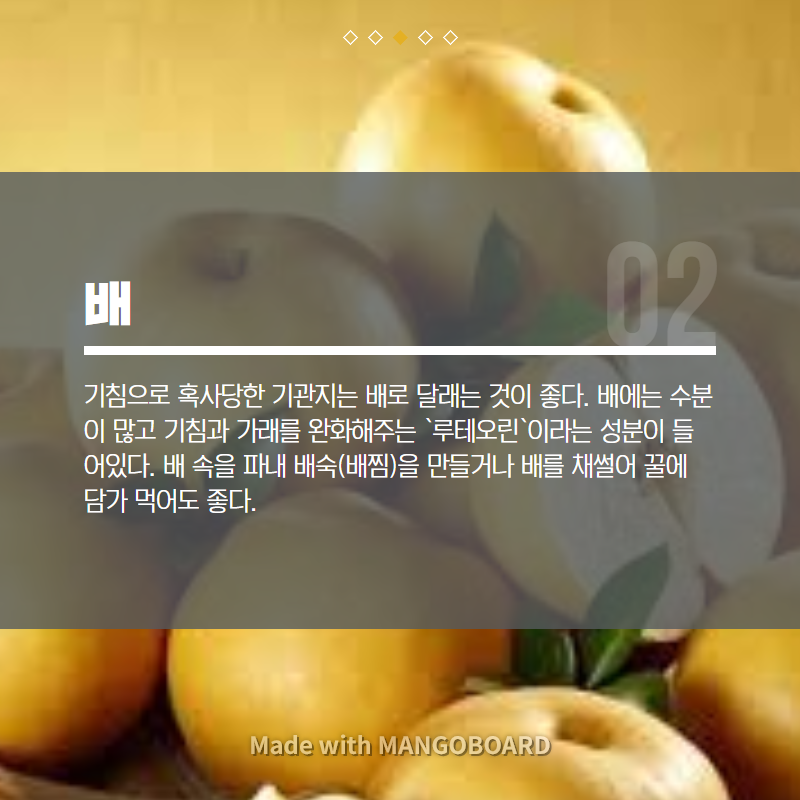 02
배
기침으로 혹사당한 기관지는 배로 달래는 것이 좋다. 배에는 수분
이 많고 기침과 가래를 완화해주는 `루테오린`이라는 성분이 들
어있다. 배 속을 파내 배숙(배찜)을 만들거나 배를 채썰어 꿀에
담가 먹어도 좋다.
Made with MANGOBOARD